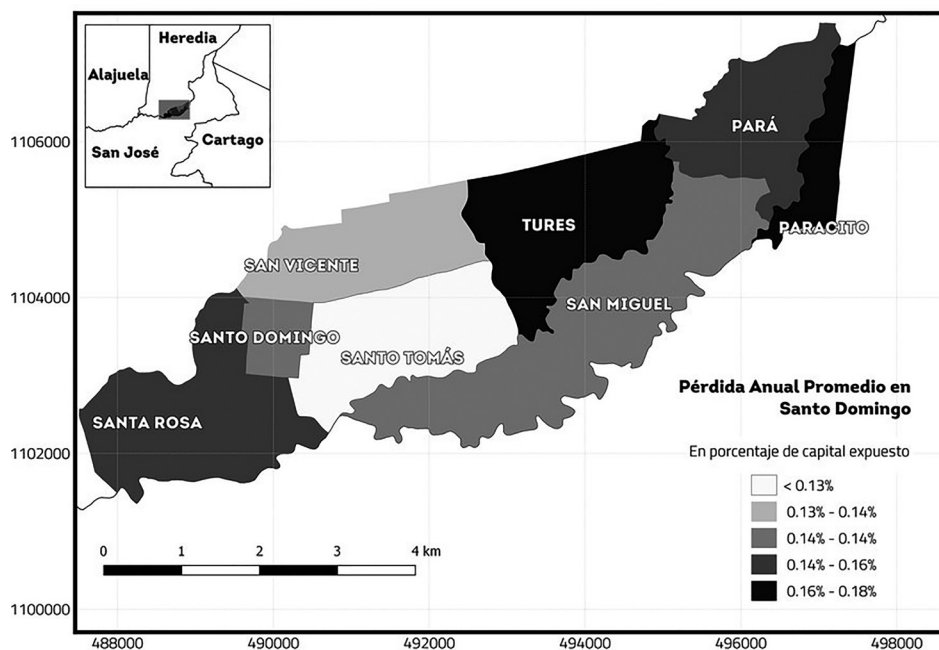 Heredia
Alajuela
San José
Cartago
PARÁ
TURES
PARACITO
SAN VICENTE
SAN MIGUEL
SANTO DOMINGO
SANTO TOMÁS
SANTA ROSA
Pérdida Anual Promedio en
Santo Domingo
En porcentaje de capital expuesto
< 0.13%
0.13% - 0.14%
0.14% - 0.14%
0.14% - 0.16%
0.16% - 0.18%
0 1 2 3 4 km
1106000
1104000
1102000
1100000
488000 490000 492000 494000 496000 498000